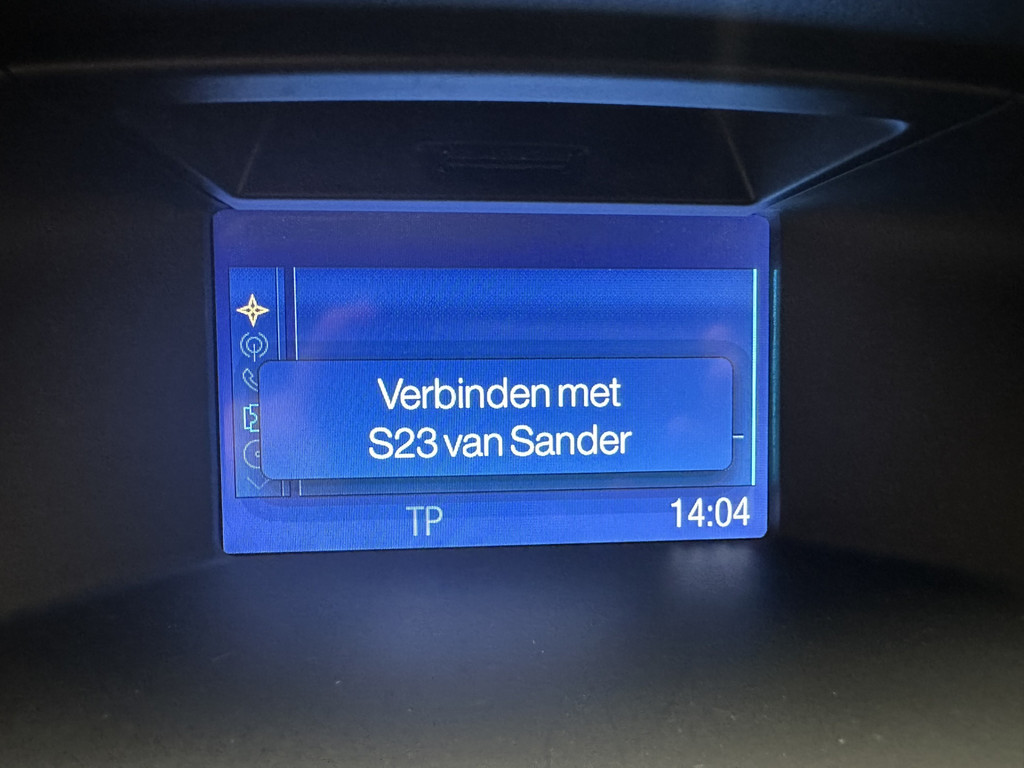 Verbinden met
S23 van Sander
TP
14:04